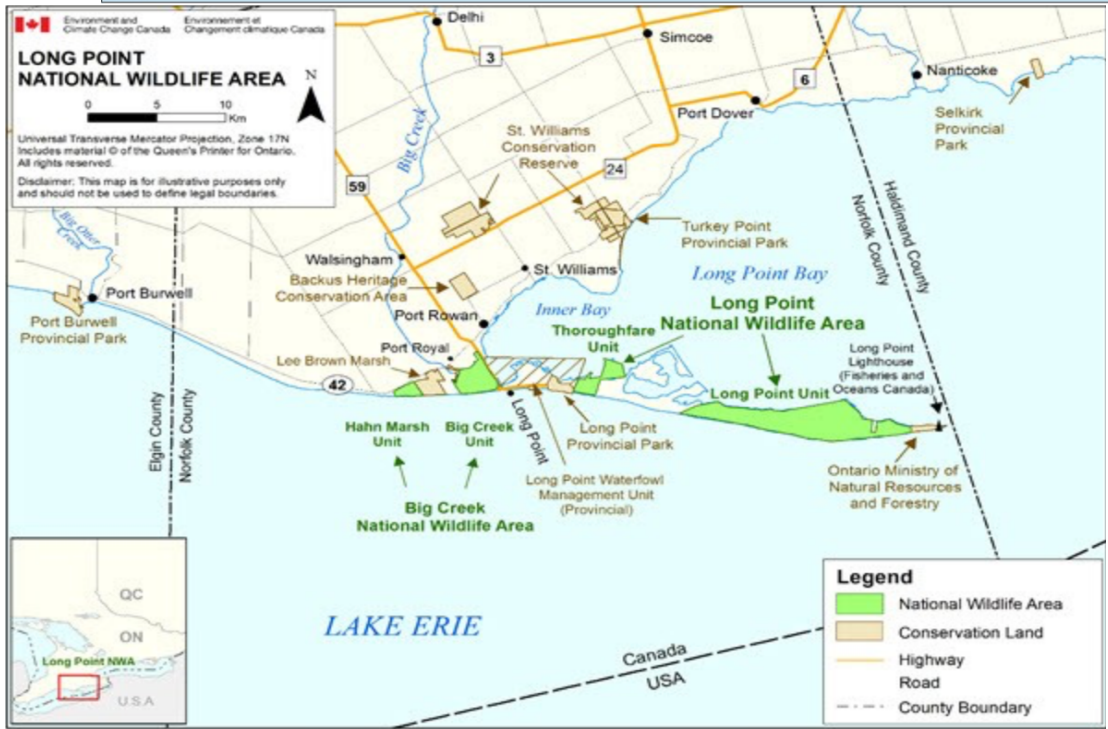 Environment and
Climate Change Canada
Environnement et
Changement climatique Canada
LONG POINT
NATIONAL WILDLIFE AREA
N
0 5 10
Km
Universal Transverse Mercator Projection, Zone 17N
Includes material © of the Queen's Printer for Ontario.
All rights reserved.
Disclaimer: This map is for illustrative purposes only
and should not be used to define legal boundaries.
Delhi
3
Simcoe
6
Nanticoke
Port Dover
Selkirk
Provincial
Park
Big Creek
St. Williams
Conservation
Reserve
24
59
Haldimand County
Norfolk County
Big Otter
Creek
Turkey Point
Provincial Park
Walsingham
St. Williams
Long Point Bay
Backus Heritage
Conservation Area
Port Burwell
Port Burwell
Provincial Park
Inner Bay
Long Point
National Wildlife Area
Port Rowan
Thoroughfare
Unit
Port Royal
Lee Brown Marsh
Long Point
Lighthouse
(Fisheries and
Oceans Canada)
42
Long Point Unit
Elgin County
Norfolk County
Hahn Marsh
Unit
Big Creek
Unit
Long Point
Long Point
Provincial Park
Long Point Waterfowl
Management Unit
(Provincial)
Ontario Ministry of
Natural Resources
and Forestry
Big Creek
National Wildlife Area
QC
ON
Long Point NWA
U.S.A
LAKE ERIE
Canada
USA
Legend
National Wildlife Area
Conservation Land
Highway
Road
County Boundary